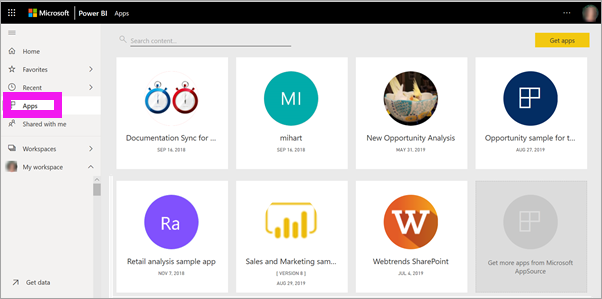 Microsoft Power BI Apps
Search content...
Get apps
Home
Favorites
Recent
Apps
Shared with me
Workspaces
My workspace
Get data
Documentation Sync for ...
SEP 16, 2018
MI
mihart
SEP 16, 2018
New Opportunity Analysis
MAY 31, 2019
Opportunity sample for t...
AUG 27, 2019
Ra
Retail analysis sample app
NOV 7, 2018
Sales and Marketing sam...
[ VERSION 8 ]
AUG 29, 2019
W
Webtrends SharePoint
JUL 4, 2019
Get more apps from Microsoft
AppSource